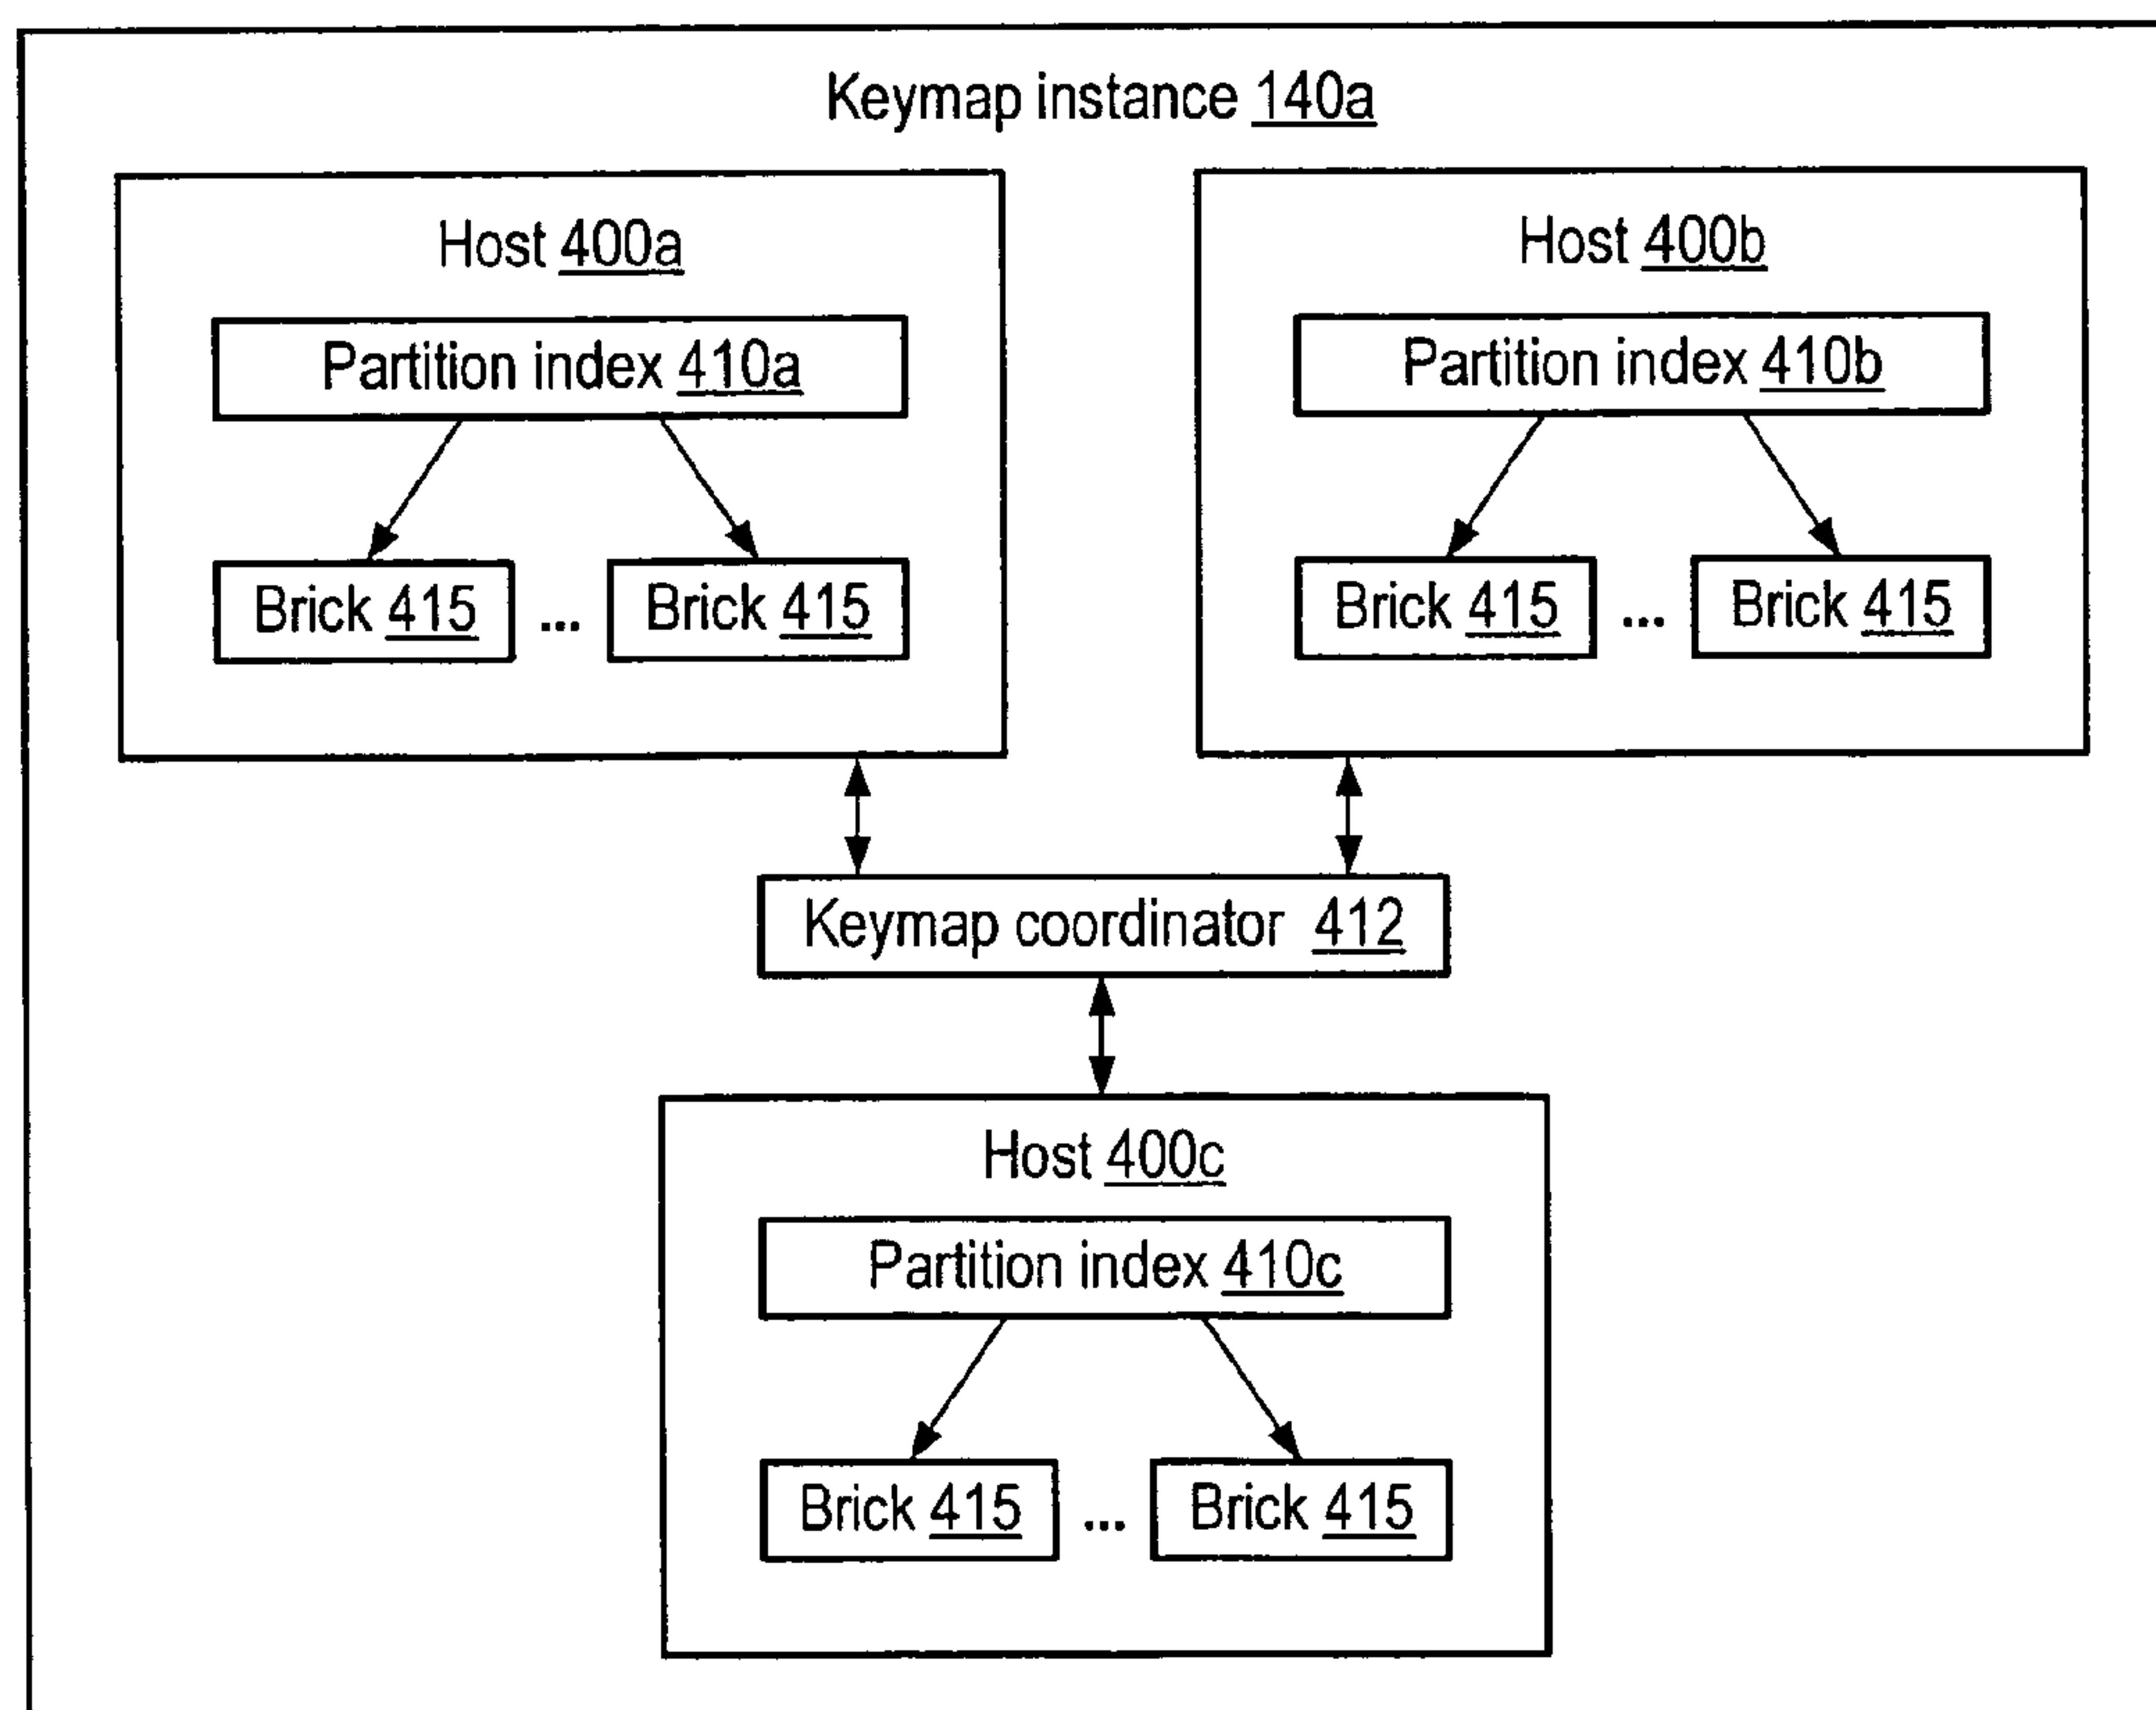 Keymap instance 140a
Host 400a
Partition index 410a
Brick 415 ... Brick 415
Host 400b
Partition index 410b
Brick 415 ... Brick 415
Keymap coordinator 412
Host 400c
Partition index 410c
Brick 415 ... Brick 415